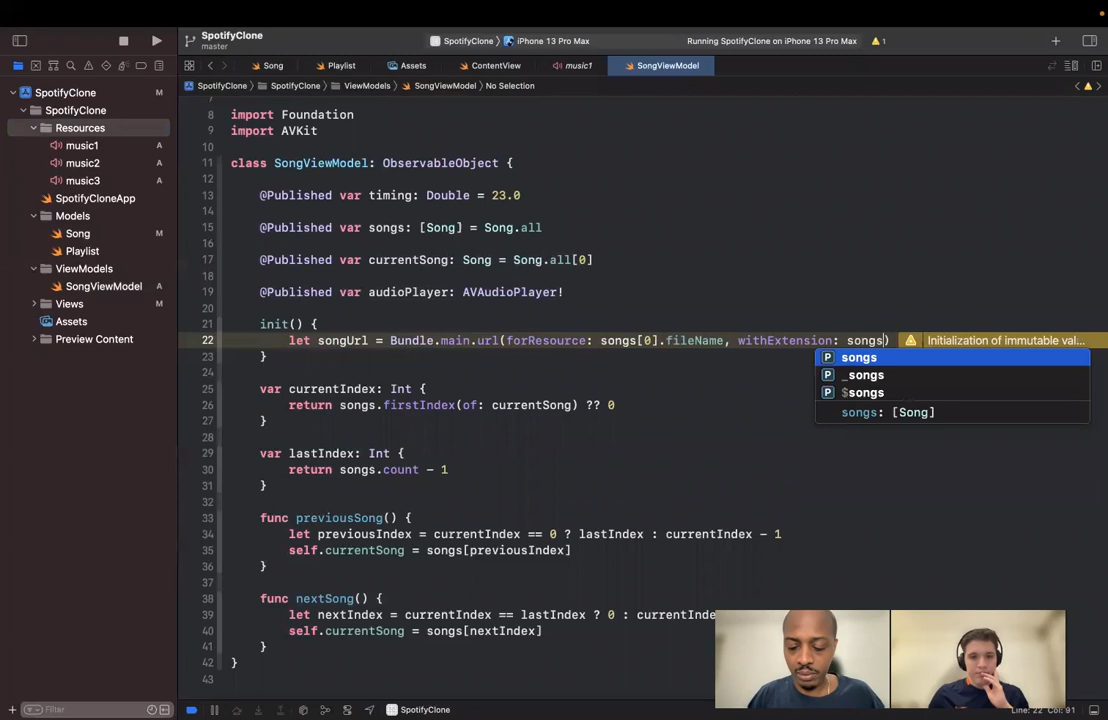 SpotifyClone
master
SpotifyClone
iPhone 13 Pro Max
Running SpotifyClone on iPhone 13 Pro Max
1
Song
Playlist
Assets
ContentView
music1
SongViewModel
SpotifyClone
SpotifyClone
ViewModels
SongViewModel
No Selection
SpotifyClone M
SpotifyClone
Resources
music1 A
music2 A
music3 A
SpotifyCloneApp
Models
Song M
Playlist
ViewModels
SongViewModel A
Views M
Assets
Preview Content
Filter
7
8 import Foundation
9 import AVKit
10
11 class SongViewModel: ObservableObject {
12
13 @Published var timing: Double = 23.0
14
15 @Published var songs: [Song] = Song.all
16
17 @Published var currentSong: Song = Song.all[0]
18
19 @Published var audioPlayer: AVAudioPlayer!
20
21 init() {
22 let songUrl = Bundle.main.url(forResource: songs[0].fileName, withExtension: songs) Initialization of immutable val...
23 }
24
25 var currentIndex: Int {
26 return songs.firstIndex(of: currentSong) ?? 0
27 }
28
29 var lastIndex: Int {
30 return songs.count - 1
31 }
32
33 func previousSong() {
34 let previousIndex = currentIndex == 0 ? lastIndex : currentIndex - 1
35 self.currentSong = songs[previousIndex]
36 }
37
38 func nextSong() {
39 let nextIndex = currentIndex == lastIndex ? 0 : currentInd
40 self.currentSong = songs[nextIndex]
41 }
42 }
43
P songs
P _songs
P $songs
songs: [Song]
SpotifyClone
Line: 22 Col: 91